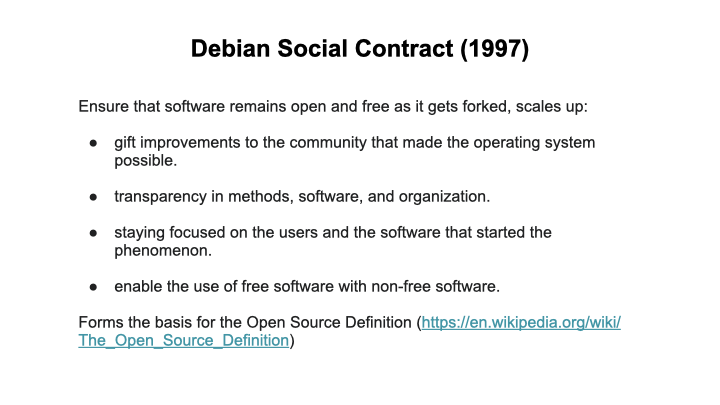 Debian Social Contract (1997)
Ensure that software remains open and free as it gets forked, scales up:
● gift improvements to the community that made the operating system
possible.
● transparency in methods, software, and organization.
● staying focused on the users and the software that started the
phenomenon.
● enable the use of free software with non-free software.
Forms the basis for the Open Source Definition (https://en.wikipedia.org/wiki/
The_Open_Source_Definition)